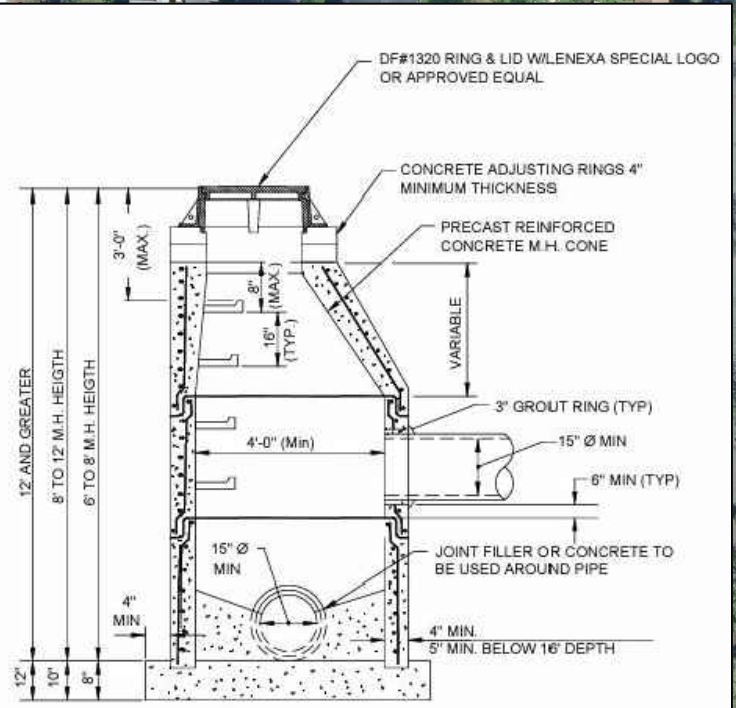 DF#1320 RING & LID W/LENEXA SPECIAL LOGO
OR APPROVED EQUAL
CONCRETE ADJUSTING RINGS 4"
MINIMUM THICKNESS
PRECAST REINFORCED
CONCRETE M.H. CONE
3'-0"
(MAX.)
8"
(MAX.)
16"
(TYP.)
VARIABLE
12' AND GREATER
8' TO 12' M.H. HEIGTH
6' TO 8' M.H. HEIGTH
3" GROUT RING (TYP)
4'-0" (Min)
15" Ø MIN
6" MIN (TYP)
15" Ø
MIN
JOINT FILLER OR CONCRETE TO
BE USED AROUND PIPE
4"
MIN
4" MIN.
5" MIN. BELOW 16' DEPTH
12"
10"
8"